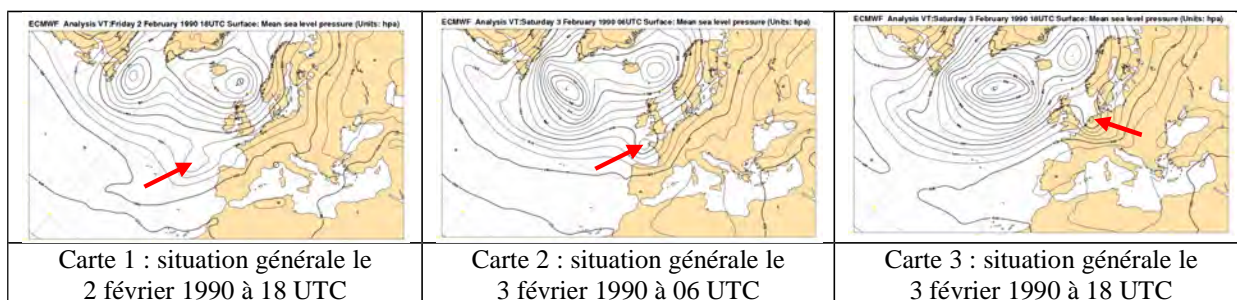 ECMWF Analysis VT:Friday 2 February 1990 18UTC Surface: Mean sea level pressure (Units: hpa)
ECMWF Analysis VT:Saturday 3 February 1990 06UTC Surface: Mean sea level pressure (Units: hpa)
ECMWF Analysis VT:Saturday 3 February 1990 18UTC Surface: Mean sea level pressure (Units: hpa)
Carte 1 : situation générale le
2 février 1990 à 18 UTC
Carte 2 : situation générale le
3 février 1990 à 06 UTC
Carte 3 : situation générale le
3 février 1990 à 18 UTC